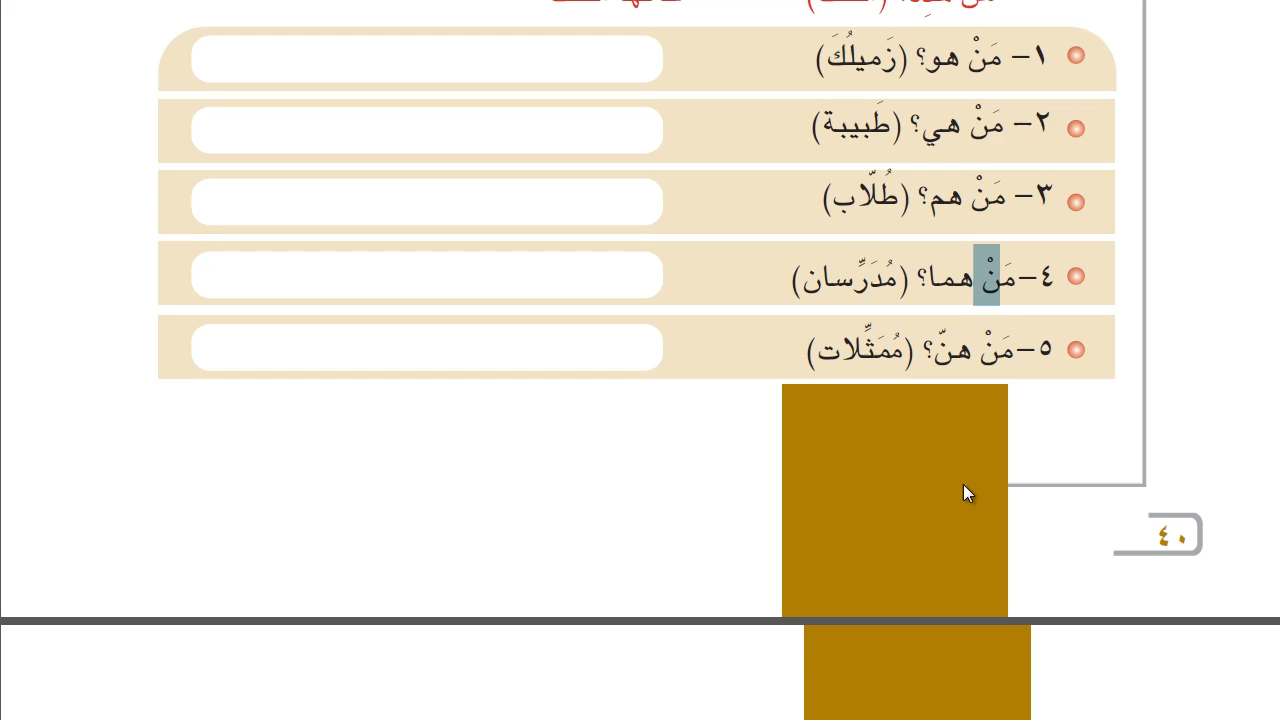 ١- مَنْ هو؟ (زَميلُكَ)
٢- مَنْ هي؟ (طَبيبة)
٣- مَنْ هم؟ (طُلّاب)
٤- مَنْ هما؟ (مُدَرِّسان)
٥- مَنْ هنّ؟ (مُمَثِّلات)
٤٠